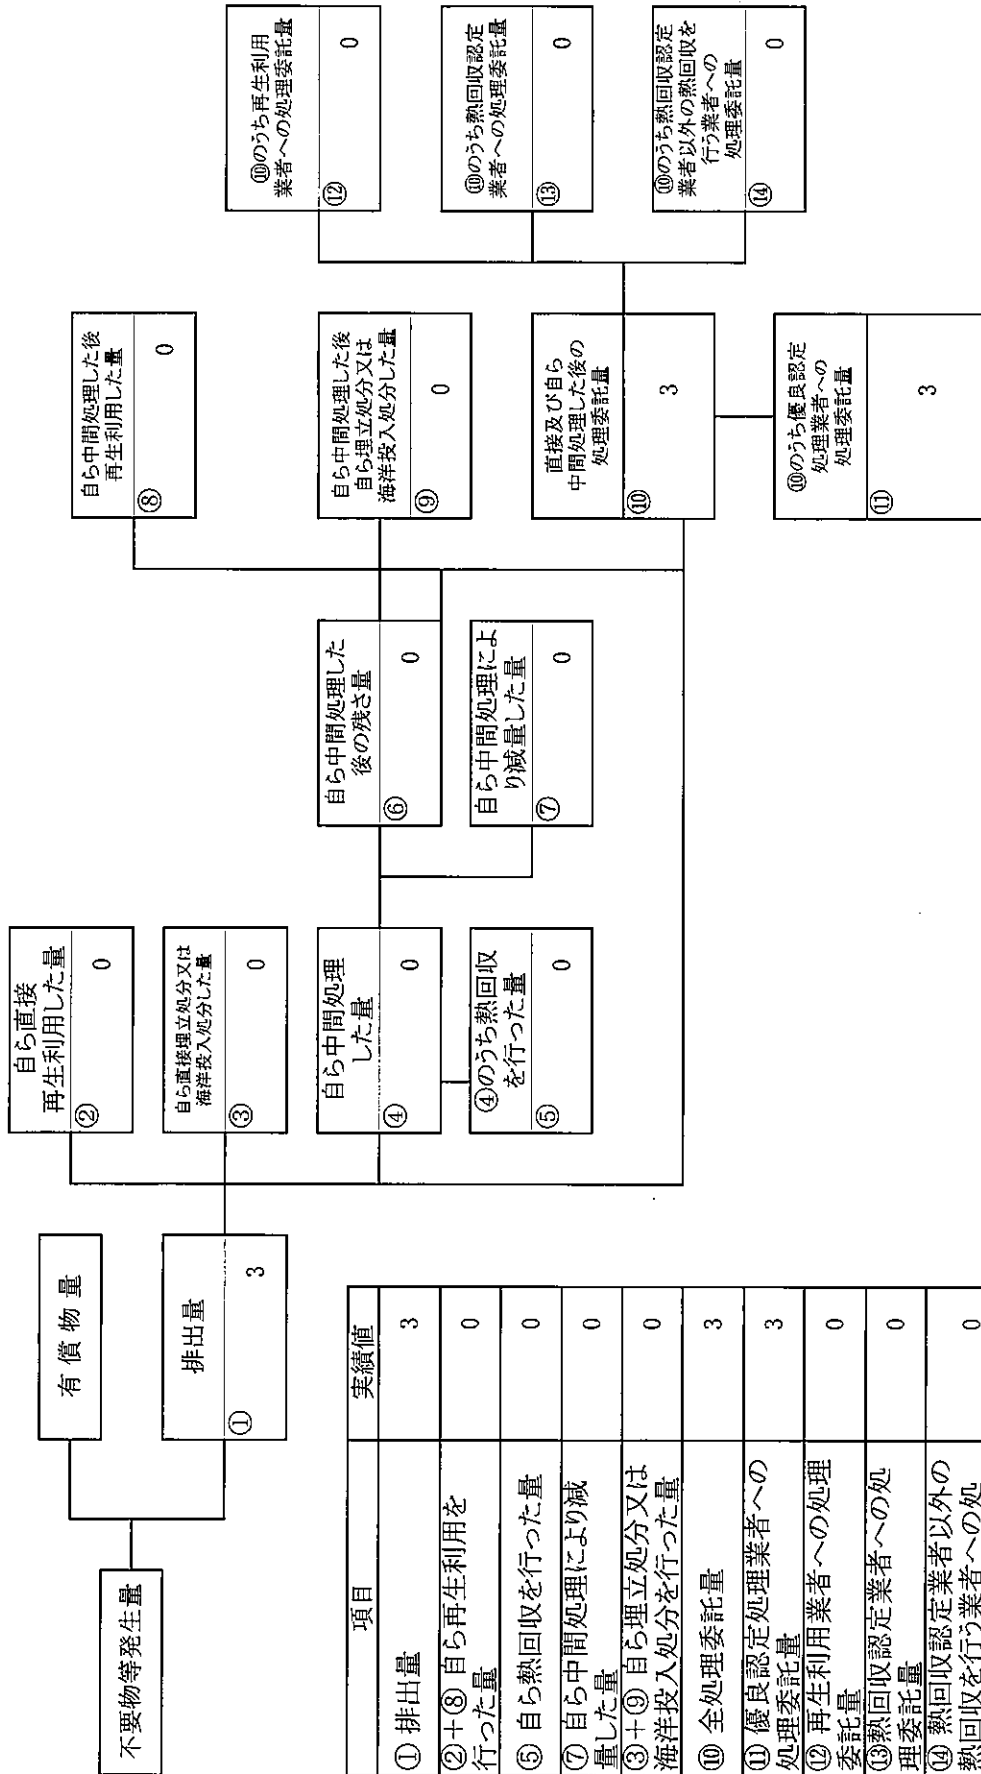 不要物等発生量
有償物量
排出量
①
3
自ら直接
再生利用した量
②
0
自ら直接埋立処分又は
海洋投入処分した量
③
0
自ら中間処理
した量
④
0
④のうち熱回収
を行った量
⑤
0
自ら中間処理した
後の残さ量
⑥
0
自ら中間処理によ
り減量した量
⑦
0
自ら中間処理した後
再生利用した量
⑧
0
自ら中間処理した後
自ら埋立処分又は
海洋投入処分した量
⑨
0
直接及び自ら
中間処理した後の
処理委託量
⑩
3
⑩のうち優良認定
処理業者への
処理委託量
⑪
3
⑩のうち再生利用
業者への処理委託量
⑫
0
⑩のうち熱回収認定
業者への処理委託量
⑬
0
⑩のうち熱回収認定
業者以外の熱回収を
行う業者への
処理委託量
⑭
0
項目 実績値
①排出量 3
②+⑧ 自ら再生利用を
行った量 0
⑤ 自ら熱回収を行った量 0
⑦ 自ら中間処理により減
量した量 0
③+⑨ 自ら埋立処分又は
海洋投入処分を行った量 0
⑩ 全処理委託量 3
⑪ 優良認定処理業者への
処理委託量 3
⑫ 再生利用業者への処理
委託量 0
⑬熱回収認定業者への処
理委託量 0
⑭ 熱回収認定業者以外の
熱回収を行う業者への処 0